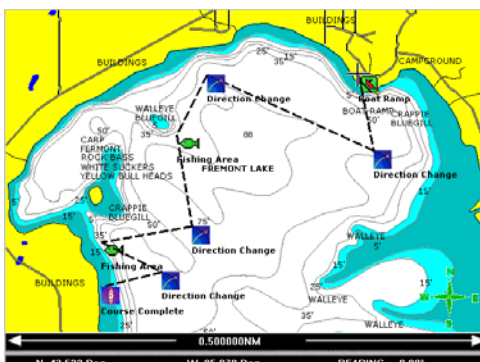 BUILDINGS
25'
35'
15'
BUILDINGS
CAMPGROUND
5'
Boat Ramp
Direction Change
BOAT RAMP
50'
CRAPPIE
BLUEGILL
WALLEYE
BLUEGILL
50'
35'
88
CARP
FERMONT
ROCK BASS
WHITE SUCKERS
YELLOW BULL HEADS
Fishing Area
FREMONT LAKE
Direction Change
15'
5'
15'
CRAPPIE
BLUEGILL
5'
35'
50'
75'
Direction Change
WALLEYE
5'
Fishing Area
15'
WALLEYE
BUILDINGS
Direction Change
Course Complete
WALLEYE
25'
N
W
E
S
0.500000NM